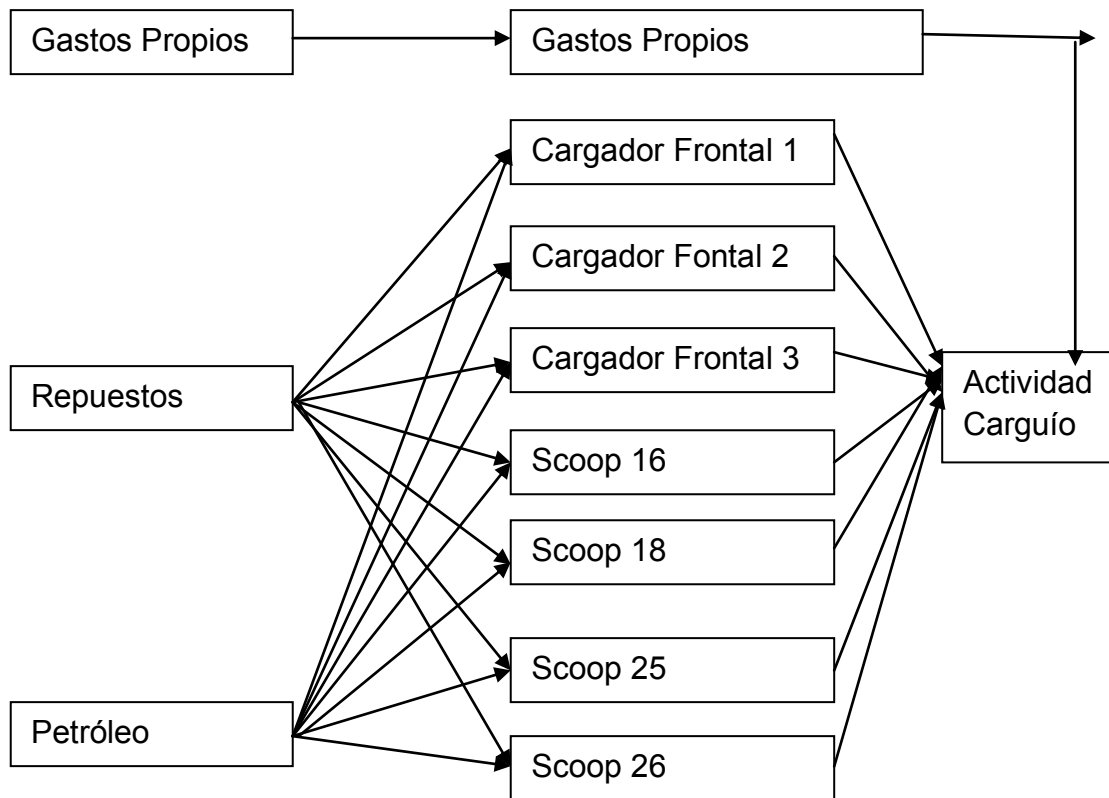 Gastos Propios
Gastos Propios
Cargador Frontal 1
Cargador Fontal 2
Cargador Frontal 3
Repuestos
Actividad
Carguío
Scoop 16
Scoop 18
Scoop 25
Petróleo
Scoop 26